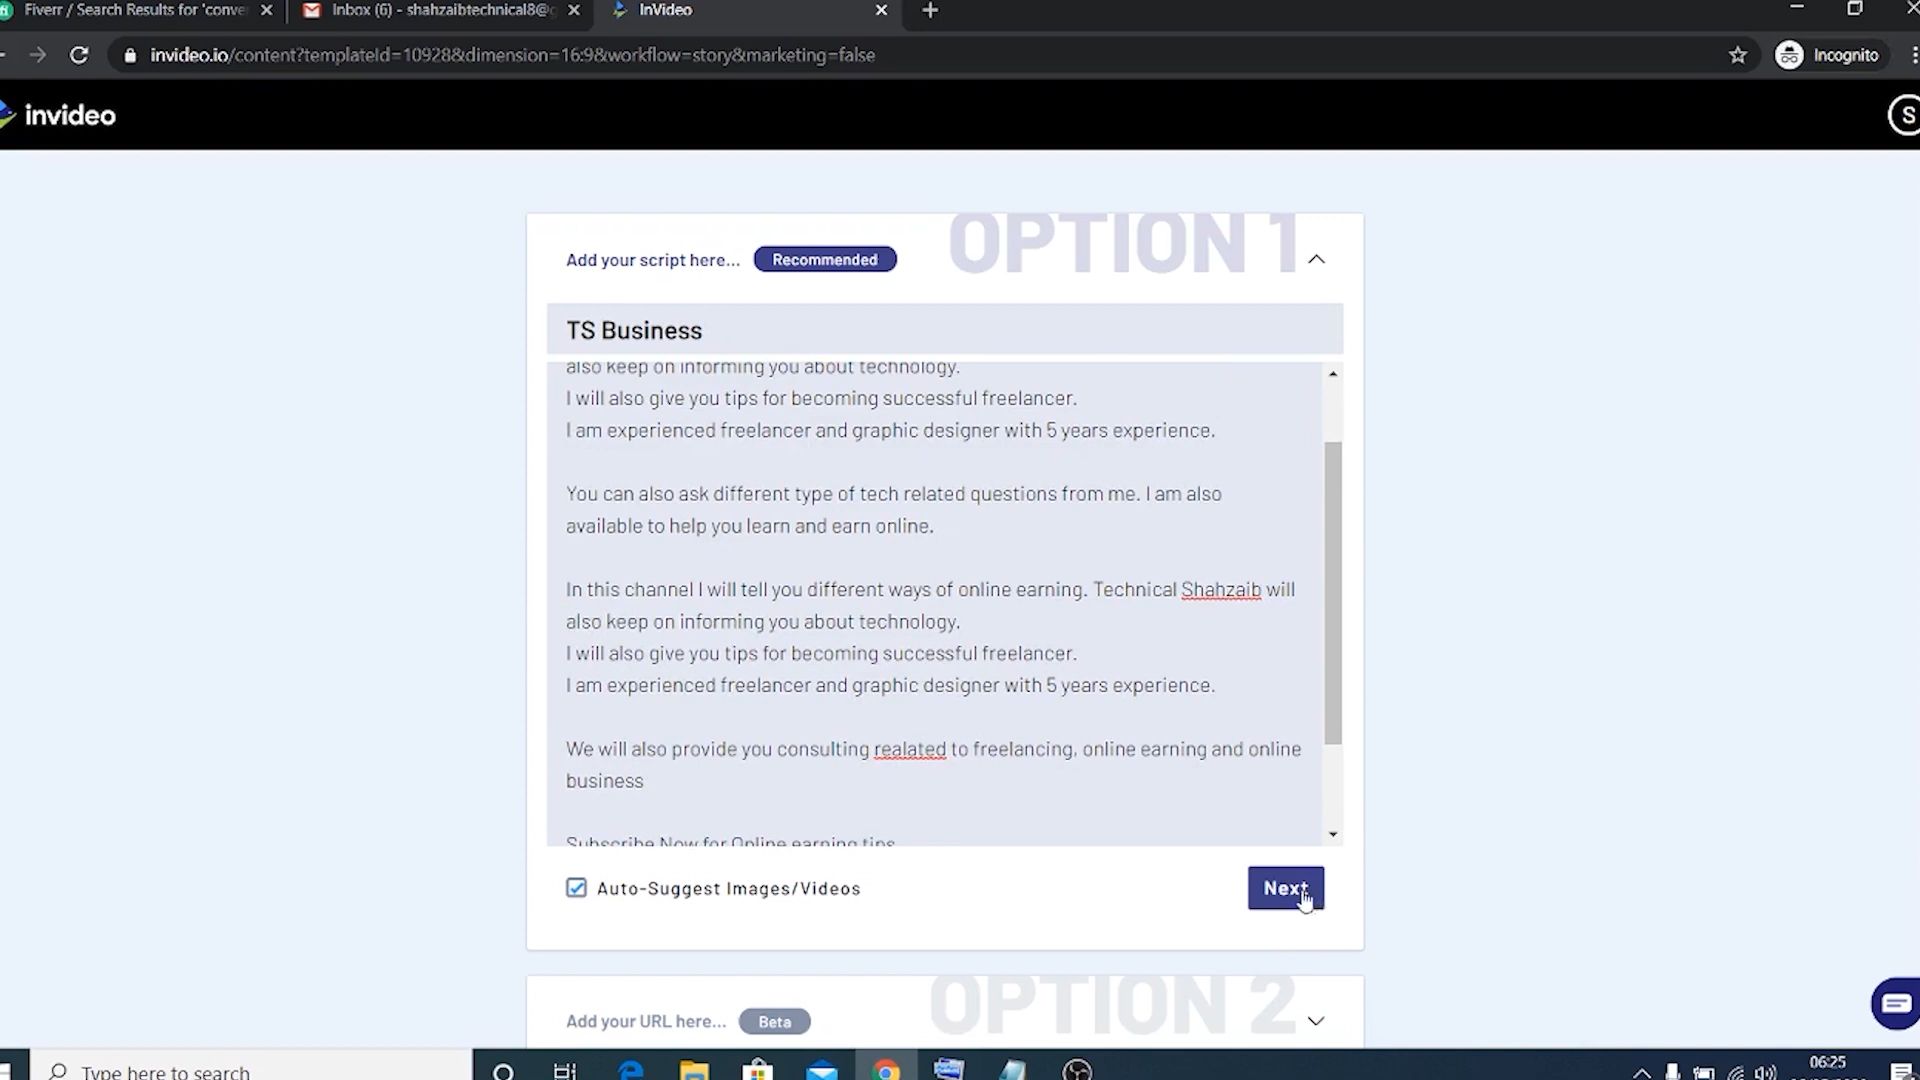 Fiverr / Search Results for 'conve
Inbox (6) - shahzaibtechnical8@g
InVideo
invideo.io/content?templateId=10928&dimension=16:9&workflow=story&marketing=false
Incognito
invideo
S
OPTION 1
Add your script here...
Recommended
TS Business
also keep on informing you about technology.
I will also give you tips for becoming successful freelancer.
I am experienced freelancer and graphic designer with 5 years experience.
You can also ask different type of tech related questions from me. I am also
available to help you learn and earn online.
In this channel I will tell you different ways of online earning. Technical Shahzaib will
also keep on informing you about technology.
I will also give you tips for becoming successful freelancer.
I am experienced freelancer and graphic designer with 5 years experience.
We will also provide you consulting realated to freelancing, online earning and online
business
Subscribe Now for Online earning tips
Auto-Suggest Images/Videos
Next
OPTION 2
Add your URL here...
Beta
Type here to search
06:25